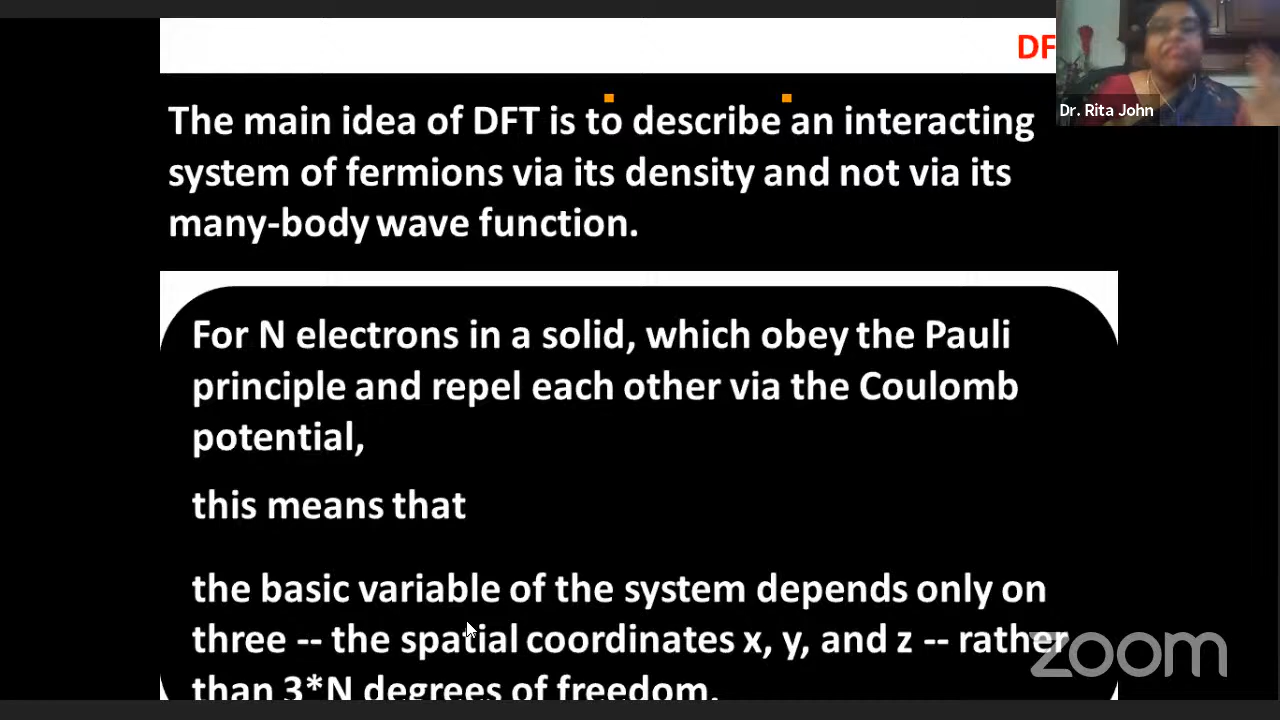 DF
Dr. Rita John
The main idea of DFT is to describe an interacting
system of fermions via its density and not via its
many-body wave function.
For N electrons in a solid, which obey the Pauli
principle and repel each other via the Coulomb
potential,
this means that
the basic variable of the system depends only on
three -- the spatial coordinates x, y, and z -- rather
than 3*N degrees of freedom.
zoom